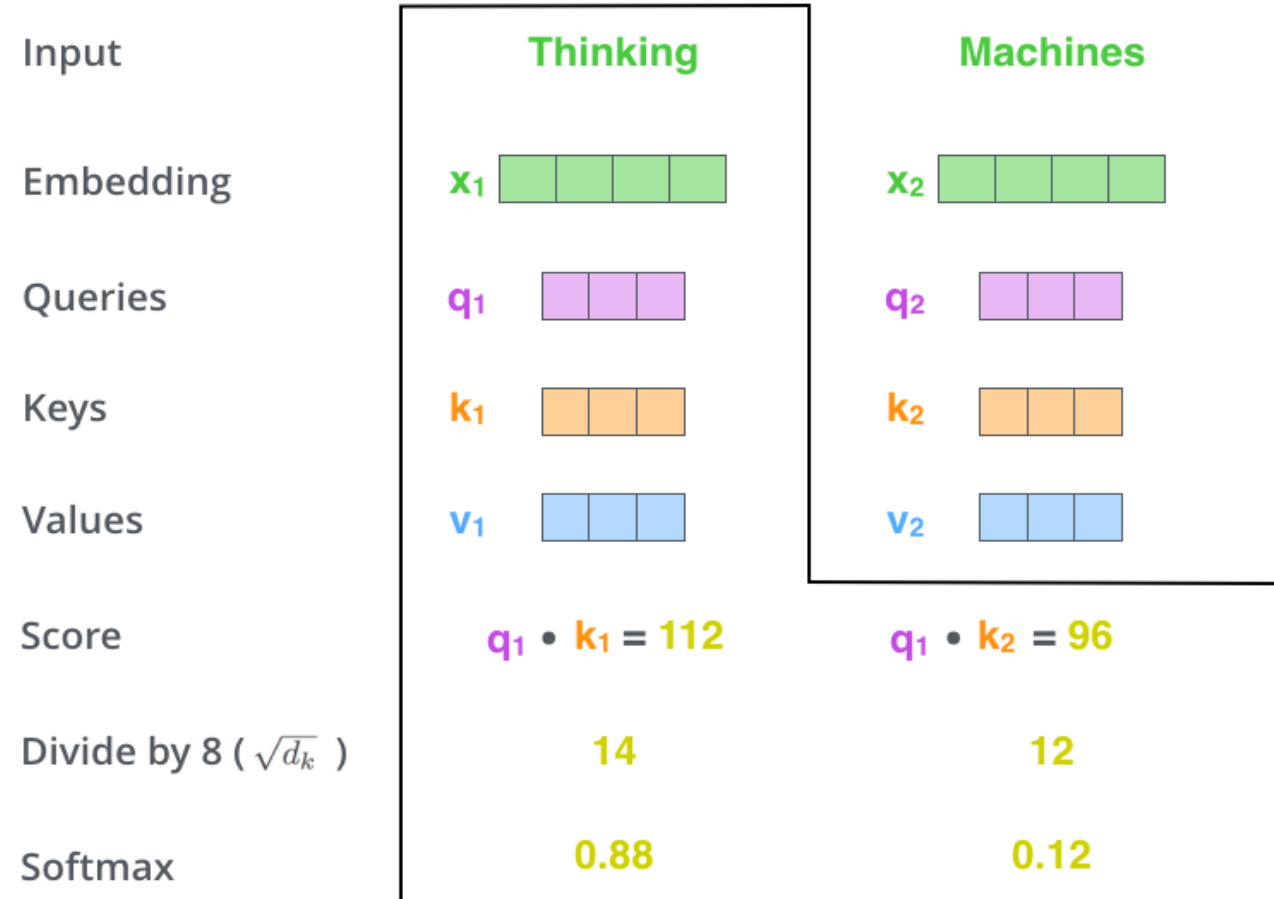 Input Thinking Machines
Embedding x₁ x₂
Queries q₁ q₂
Keys k₁ k₂
Values v₁ v₂
Score q₁ • k₁ = 112 q₁ • k₂ = 96
Divide by 8 ( √dₖ ) 14 12
Softmax 0.88 0.12